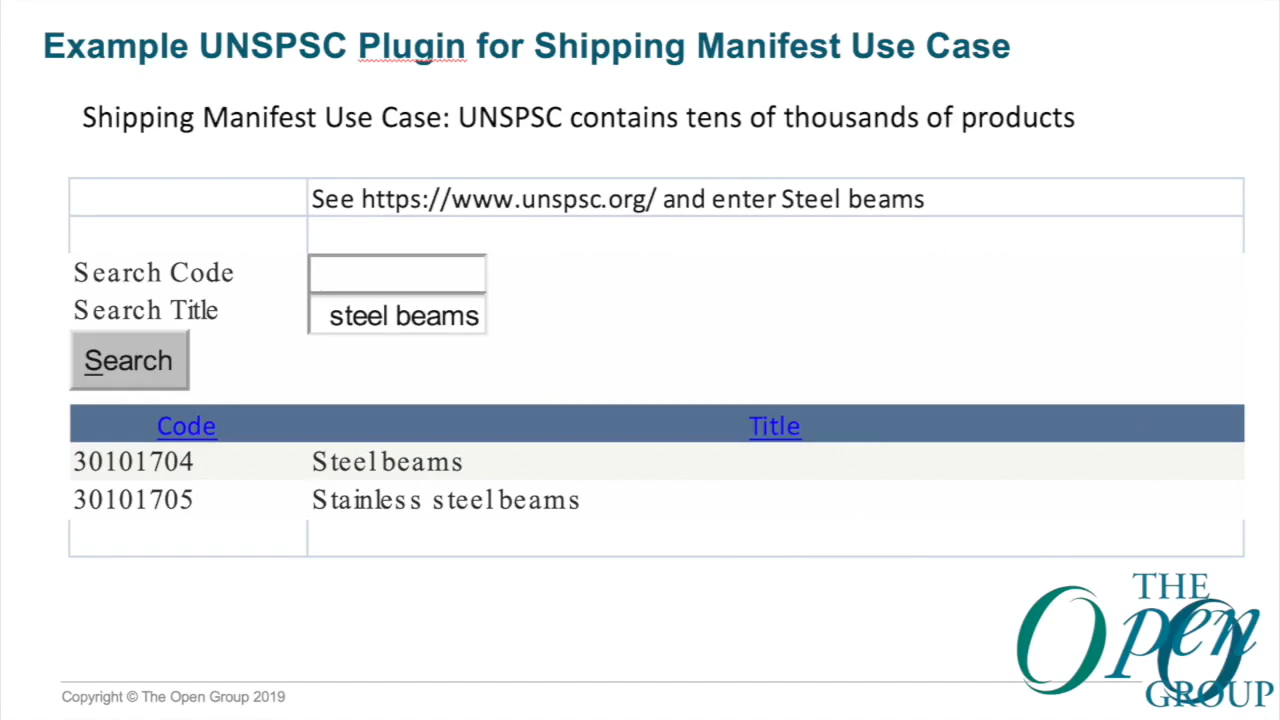 Example UNSPSC Plugin for Shipping Manifest Use Case
Shipping Manifest Use Case: UNSPSC contains tens of thousands of products
See https://www.unspsc.org/ and enter Steel beams
Search Code
Search Title steel beams
Search
Code Title
30101704 Steel beams
30101705 Stainless steel beams
THE
Open
GROUP
Copyright © The Open Group 2019